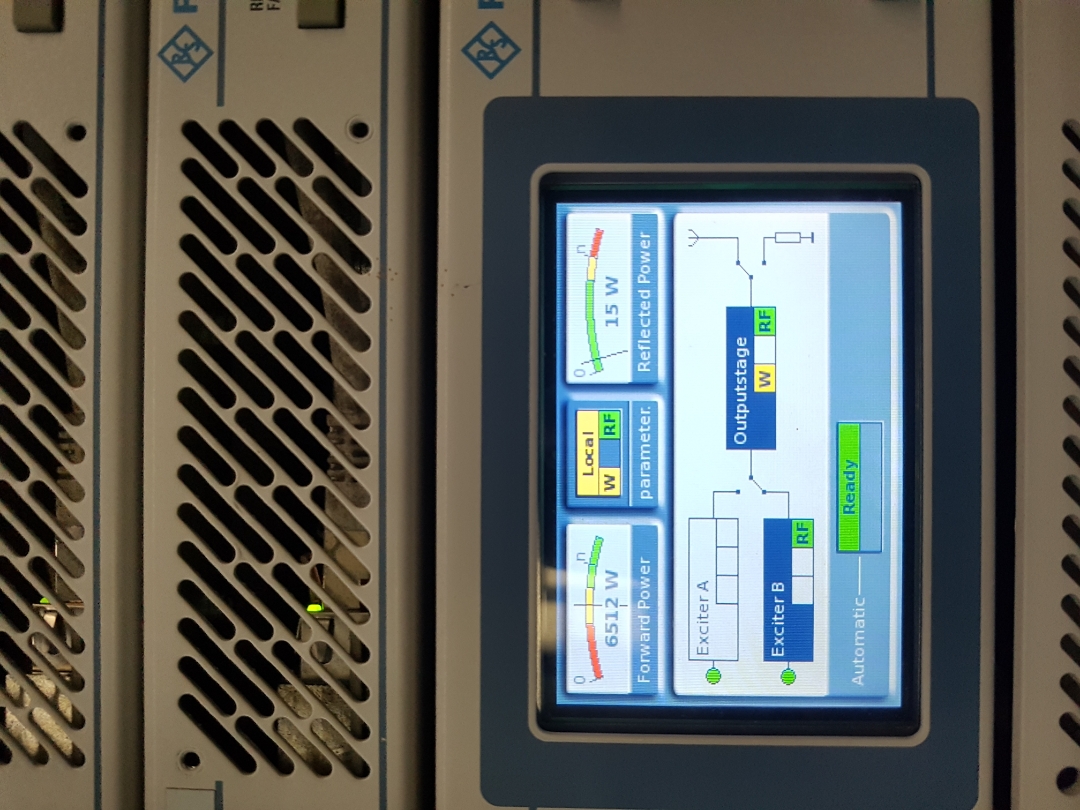 R&S
0 n
6512 W
Forward Power
Local
W RF
parameter.
0 n
15 W
Reflected Power
R&S
Exciter A
Exciter B
RF
Outputstage
W RF
Automatic
Ready